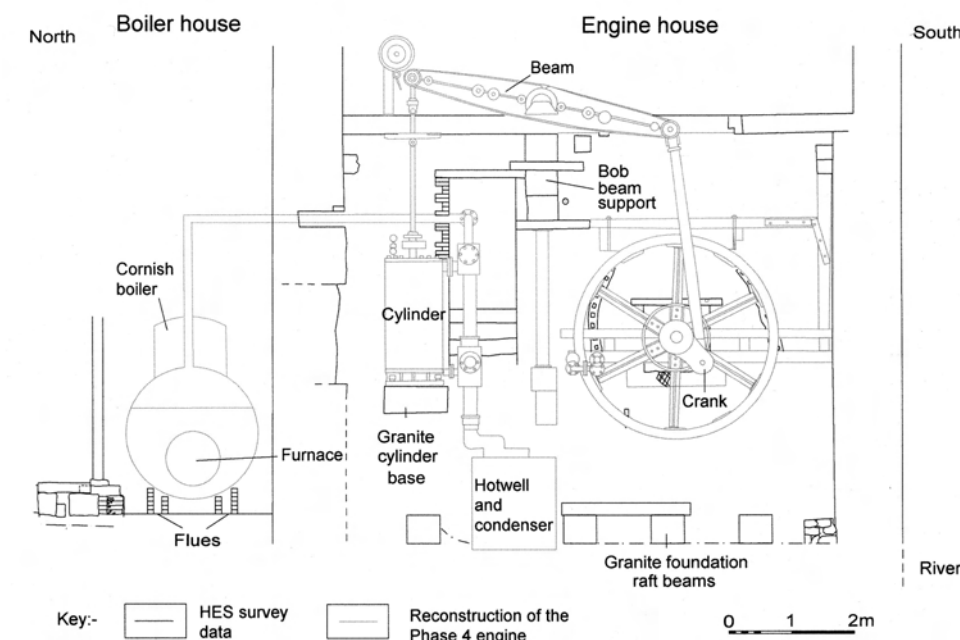 North
Boiler house
Engine house
South
Beam
Bob
beam
support
Cornish
boiler
Cylinder
Crank
Furnace
Granite
cylinder
base
Hotwell
and
condenser
Flues
Granite foundation
raft beams
River
Key:-
HES survey
data
Reconstruction of the
Phase 4 engine
0 1 2m